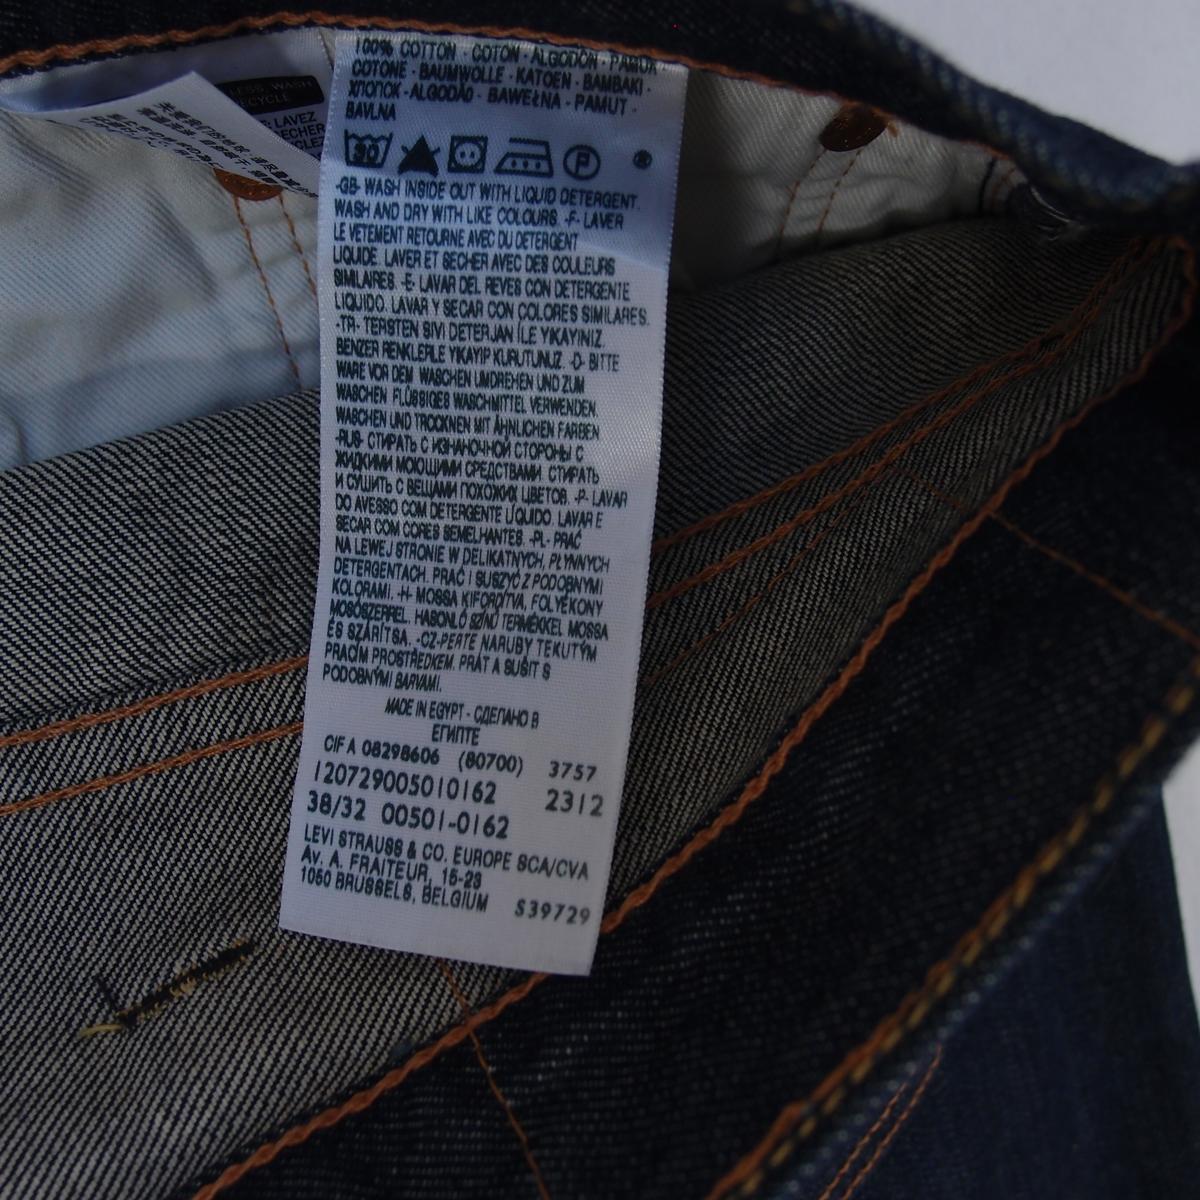 100% COTTON · COTON · ALGODÓN · PAMUK
COTONE · BAUMWOLLE · KATOEN · BAMBAKI ·
ХЛОПОК · ALGODÃO · BAWEŁNA · PAMUT ·
BAVLNA
30
P
®
-GB- WASH INSIDE OUT WITH LIQUID DETERGENT.
WASH AND DRY WITH LIKE COLOURS. -F- LAVER
LE VETEMENT RETOURNE AVEC DU DETERGENT
LIQUIDE. LAVER ET SECHER AVEC DES COULEURS
SIMILAIRES. -E- LAVAR DEL REVES CON DETERGENTE
LIQUIDO. LAVAR Y SECAR CON COLORES SIMILARES.
-TR- TERSTEN SIVI DETERJAN İLE YIKAYINIZ.
BENZER RENKLERLE YIKAYIP KURUTUNUZ. -D- BITTE
WARE VOR DEM WASCHEN UMDREHEN UND ZUM
WASCHEN FLÜSSIGES WASCHMITTEL VERWENDEN.
WASCHEN UND TROCKNEN MIT ÄHNLICHEN FARBEN
-RUS- СТИРАТЬ С ИЗНАНОЧНОЙ СТОРОНЫ С
ЖИДКИМИ МОЮЩИМИ СРЕДСТВАМИ. СТИРАТЬ
И СУШИТЬ С ВЕЩАМИ ПОХОЖИХ ЦВЕТОВ. -P- LAVAR
DO AVESSO COM DETERGENTE LÍQUIDO. LAVAR E
SECAR COM CORES SEMELHANTES. -PL- PRAĆ
NA LEWEJ STRONIE W DELIKATNYCH, PŁYNNYCH
DETERGENTACH. PRAĆ I SUSZYĆ Z PODOBNYMI
KOLORAMI. -H- MOSSA KIFORDÍTVA, FOLYÉKONY
MOSÓSZERREL. HASONLÓ SZÍNŰ TERMÉKKEL MOSSA
ÉS SZÁRÍTSA. -CZ- PERTE NARUBY TEKUTÝM
PRACÍM PROSTŘEDKEM. PRÁT A SUŠIT S
PODOBNÝMI BARVAMI.
MADE IN EGYPT - СДЕЛАНО В
ЕГИПТЕ
CIF A 08298606 (80700) 3757
120729005010162 2312
38/32 00501-0162
LEVI STRAUSS & CO. EUROPE SCA/CVA
Av. A. FRAITEUR, 15-23
1050 BRUSSELS, BELGIUM S39729
LESS WASH
RECYCLE
LAVEZ